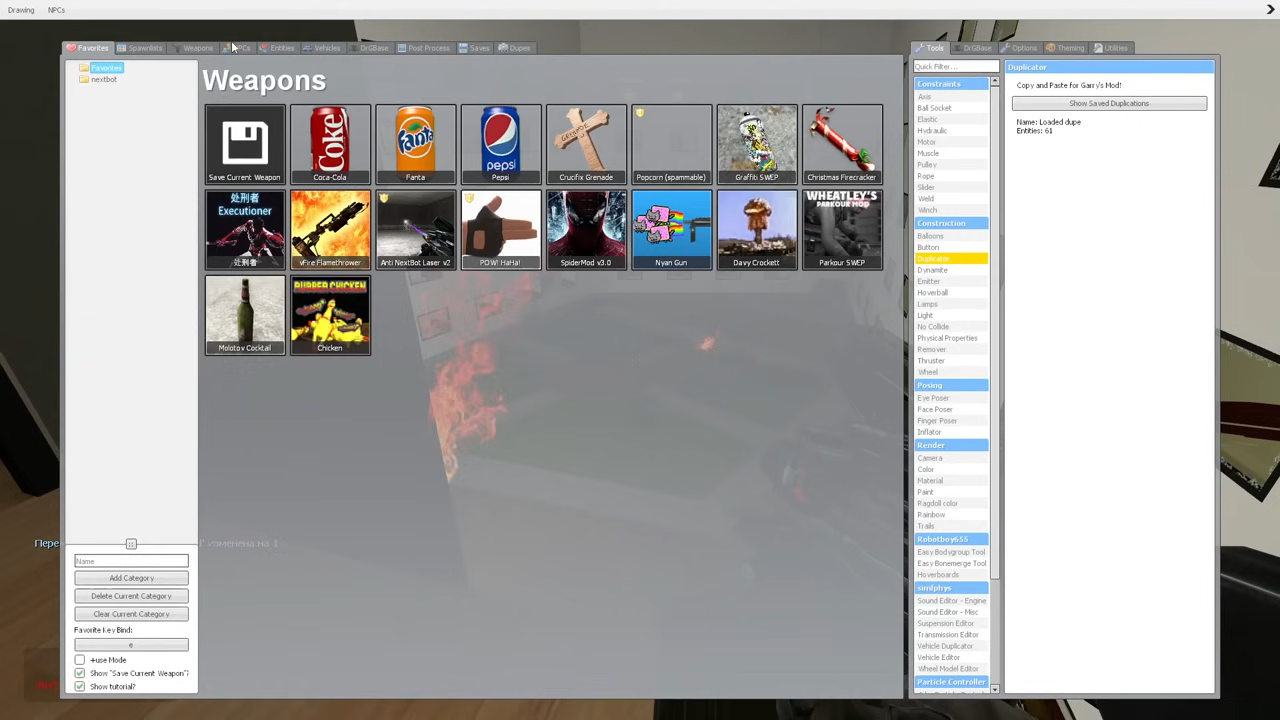 Drawing NPCs
Favorites Spawnlists Weapons NPCs Entities Vehicles DrGBase Post Process Saves Dupes
Favorites
nextbot
Weapons
Save Current Weapon
Coca-Cola
Fanta
Pepsi
Crucifix Grenade
Popcorn (spammable)
Graffiti SWEP
Christmas Firecracker
处刑者
Executioner
处刑者
vFire Flamethrower
Anti NextBot Laser v2
POW! HaHa!
SpiderMod v3.0
Nyan Gun
Davy Crockett
WHEATLEY'S
PARKOUR MOD
Parkour SWEP
Molotov Cocktail
RUBBER CHICKEN
Chicken
Name
Add Category
Delete Current Category
Clear Current Category
Favorite Key Bind:
e
+use Mode
Show "Save Current Weapon"?
Show tutorial?
Tools DrGBase Options Theming Utilities
Quick Filter...
Constraints
Axis
Ball Socket
Elastic
Hydraulic
Motor
Muscle
Pulley
Rope
Slider
Weld
Winch
Construction
Balloons
Button
Duplicator
Dynamite
Emitter
Hoverball
Lamps
Light
No Collide
Physical Properties
Remover
Thruster
Wheel
Posing
Eye Poser
Face Poser
Finger Poser
Inflator
Render
Camera
Color
Material
Paint
Ragdoll color
Rainbow
Trails
Robotboy655
Easy Bodygroup Tool
Easy Bonemerge Tool
Hoverboards
simfphys
Sound Editor - Engine
Sound Editor - Misc
Suspension Editor
Transmission Editor
Vehicle Duplicator
Vehicle Editor
Wheel Model Editor
Particle Controller
Duplicator
Copy and Paste for Garry's Mod!
Show Saved Duplications
Name: Loaded dupe
Entities: 61